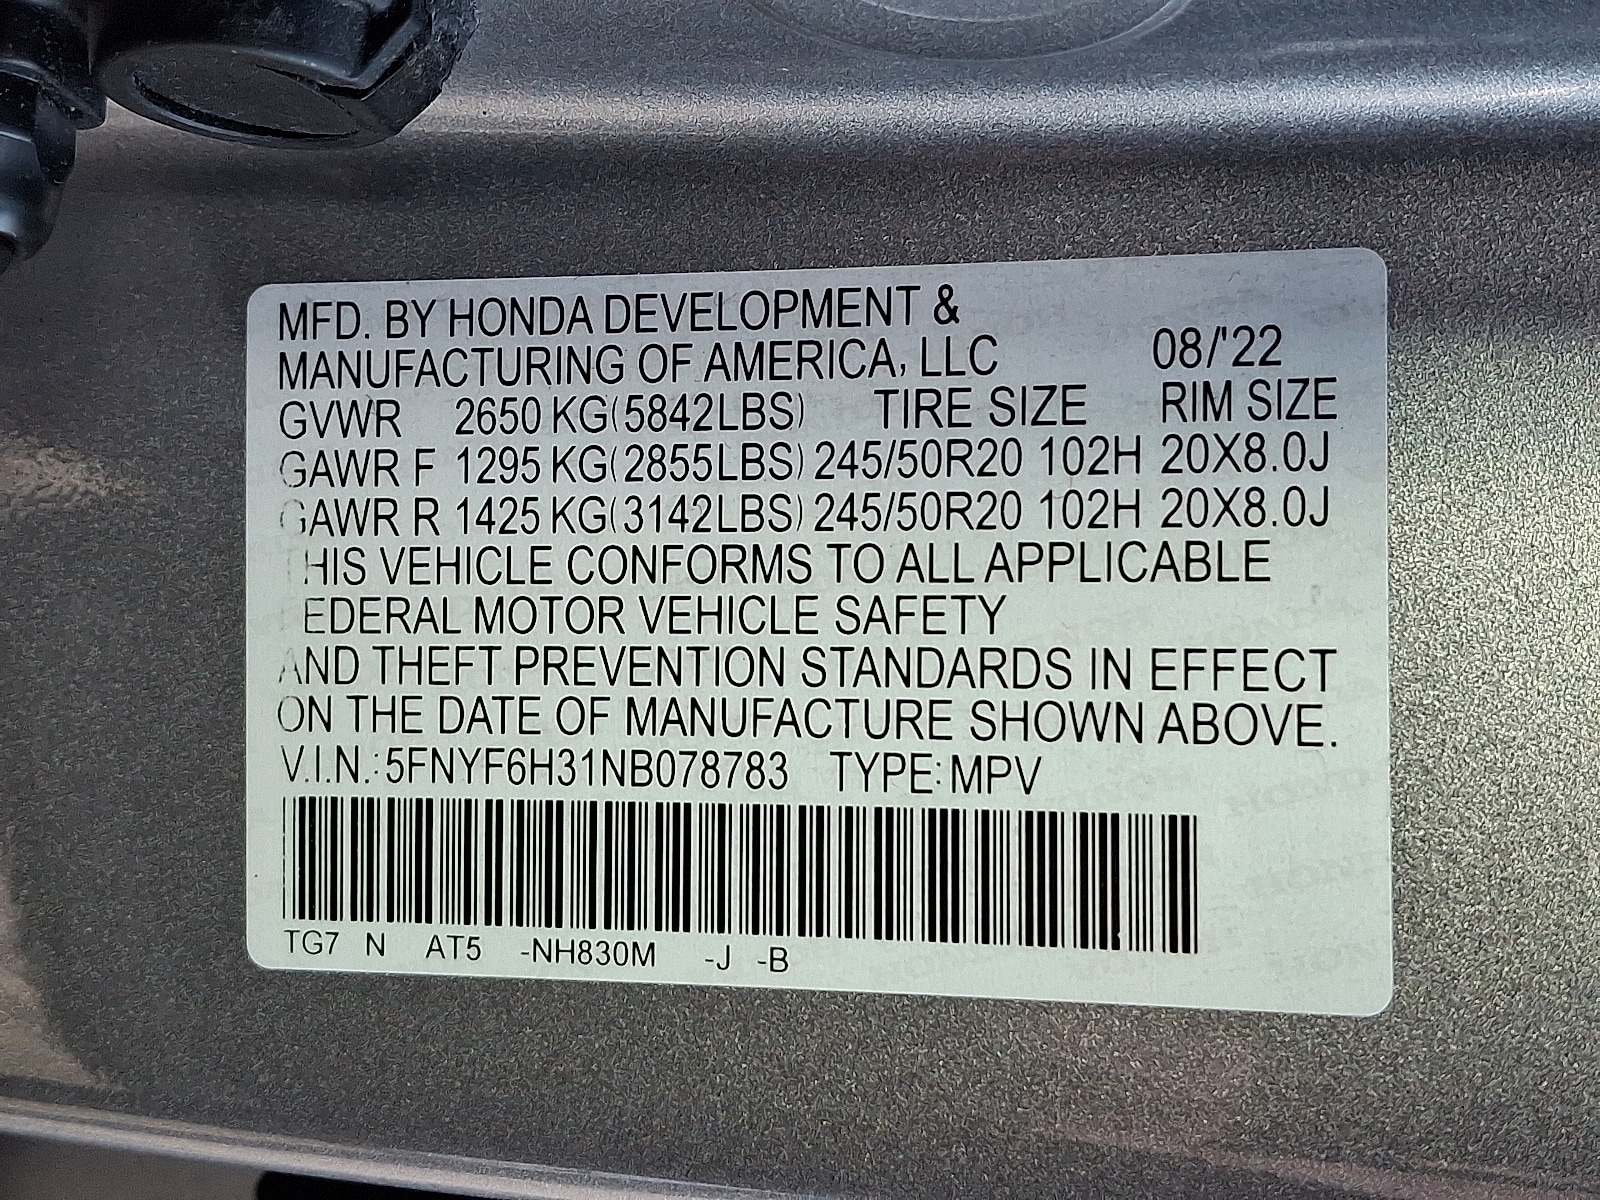 MFD. BY HONDA DEVELOPMENT &
MANUFACTURING OF AMERICA, LLC 08/'22
GVWR 2650 KG(5842LBS) TIRE SIZE RIM SIZE
GAWR F 1295 KG(2855LBS) 245/50R20 102H 20X8.0J
GAWR R 1425 KG(3142LBS) 245/50R20 102H 20X8.0J
THIS VEHICLE CONFORMS TO ALL APPLICABLE
FEDERAL MOTOR VEHICLE SAFETY
AND THEFT PREVENTION STANDARDS IN EFFECT
ON THE DATE OF MANUFACTURE SHOWN ABOVE.
V.I.N.:5FNYF6H31NB078783 TYPE:MPV
TG7 N AT5 -NH830M -J -B